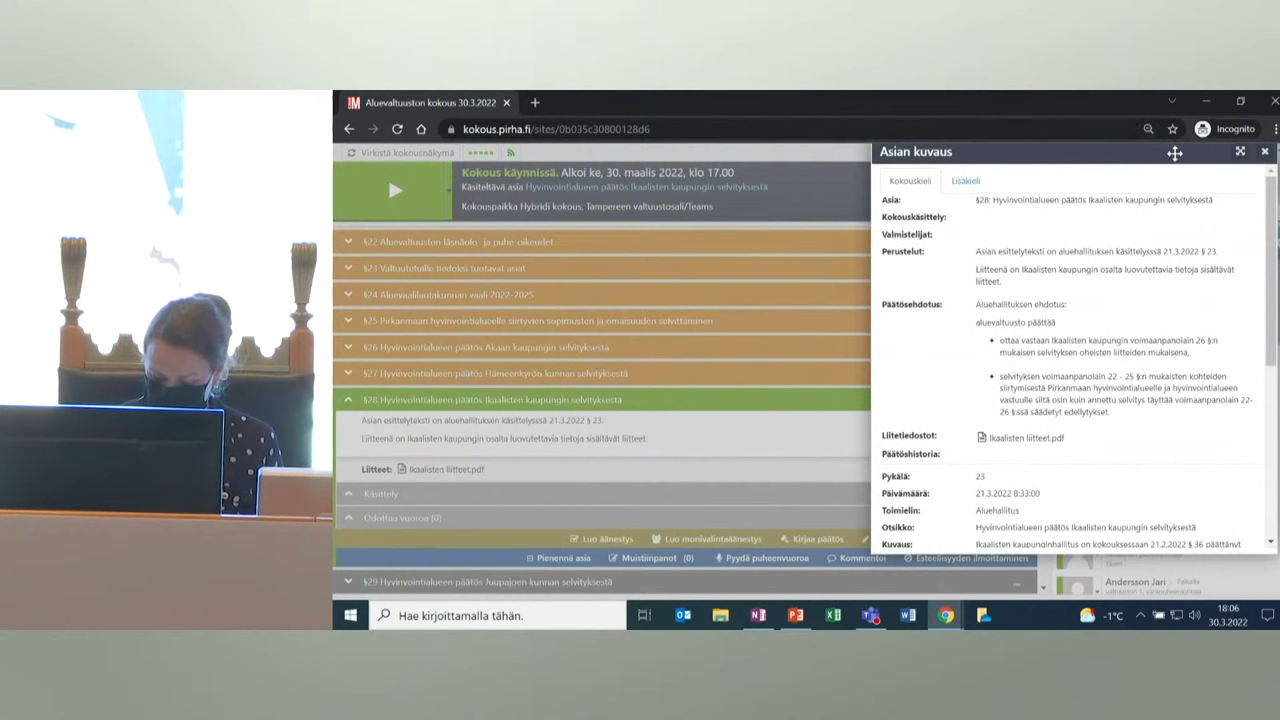 Aluevaltuuston kokous 30.3.2022
kokous.pirha.fi/sites/0b035c30800128d6
Incognito
Virkistä kokousnäkymä
Kokous käynnissä. Alkoi ke, 30. maalis 2022, klo 17.00
Käsiteltävä asia Hyvinvointialueen päätös Ikaalisten kaupungin selvityksestä
Kokouspaikka Hybridi kokous, Tampereen valtuustosali/Teams
§22 Aluevaltuuston läsnäolo- ja puhe-oikeudet
§23 Valtuutetuille tiedoksi tuotavat asiat
§24 Aluevaalilautakunnan vaali 2022-2025
§25 Pirkanmaan hyvinvointialueelle siirtyvien sopimusten ja omaisuuden selvittäminen
§26 Hyvinvointialueen päätös Akaan kaupungin selvityksestä
§27 Hyvinvointialueen päätös Hämeenkyrön kunnan selvityksestä
§28 Hyvinvointialueen päätös Ikaalisten kaupungin selvityksestä
Asian esittelyteksti on aluehallituksen käsittelysssä 21.3.2022 § 23.
Liitteenä on Ikaalisten kaupungin osalta luovutettavia tietoja sisältävät liitteet.
Liitteet: Ikaalisten liitteet.pdf
Käsittely
Odottaa vuoroa (0)
Luo äänestys Luo monivalintaäänestys Kirjaa päätös
Pienennä asia Muistiinpanot (0) Pyydä puheenvuoroa Kommentoi Esteellisyyden ilmoittaminen
§29 Hyvinvointialueen päätös Juupajoen kunnan selvityksestä
Asian kuvaus
Kokouskieli Lisäkieli
Asia: §28: Hyvinvointialueen päätös Ikaalisten kaupungin selvityksestä
Kokouskäsittely:
Valmistelijat:
Perustelut: Asian esittelyteksti on aluehallituksen käsittelysssä 21.3.2022 § 23.
Liitteenä on Ikaalisten kaupungin osalta luovutettavia tietoja sisältävät
liitteet.
Päätösehdotus: Aluehallituksen ehdotus:
aluevaltuusto päättää
• ottaa vastaan Ikaalisten kaupungin voimaanpanolain 26 §:n
mukaisen selvityksen oheisten liitteiden mukaisena,
• selvityksen voimaanpanolain 22 - 25 §:n mukaisten kohteiden
siirtymisestä Pirkanmaan hyvinvointialueelle ja hyvinvointialueen
vastuulle siltä osin kuin annettu selvitys täyttää voimaanpanolain 22-
26 §:ssä säädetyt edellytykset.
Liitetiedostot: Ikaalisten liitteet.pdf
Päätöshistoria:
Pykälä: 23
Päivämäärä: 21.3.2022 8:33:00
Toimielin: Aluehallitus
Otsikko: Hyvinvointialueen päätös Ikaalisten kaupungin selvityksestä
Kuvaus: Ikaalisten kaupunginhallitus on kokouksessaan 21.2.2022 § 36 päättänyt
Andersson Jari Paikalla
valtuuston 1. varapuheenjohtaja
Hae kirjoittamalla tähän.
-1°C
18:06
30.3.2022